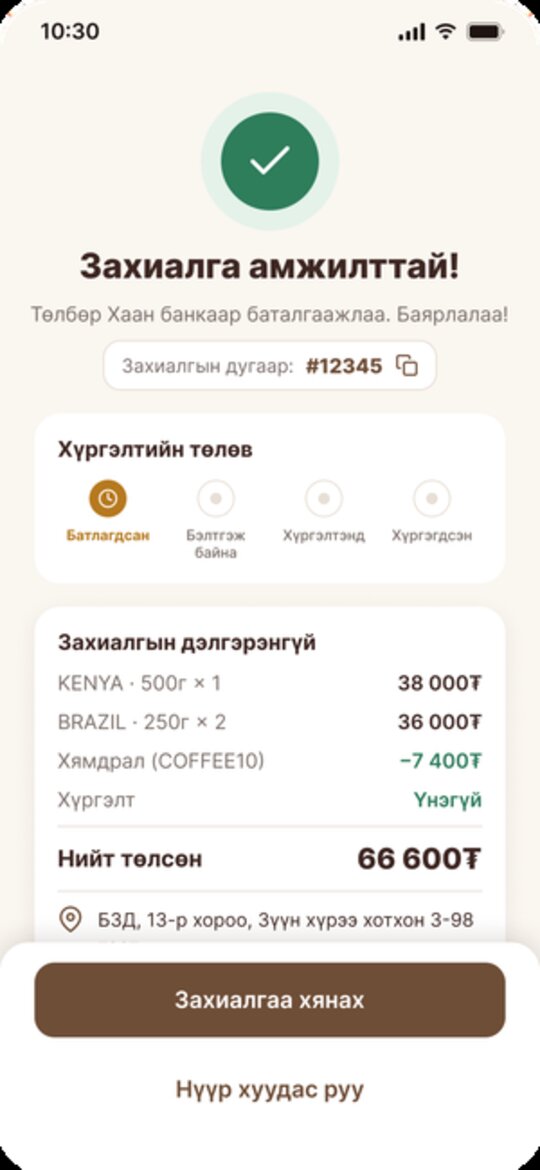 10:30
Захиалга амжилттай!
Төлбөр Хаан банкаар баталгаажлаа. Баярлалаа!
Захиалгын дугаар: #12345
Хүргэлтийн төлөв
Батлагдсан
Бэлтгэж
байна
Хүргэлтэнд
Хүргэгдсэн
Захиалгын дэлгэрэнгүй
KENYA · 500г × 1 38 000₮
BRAZIL · 250г × 2 36 000₮
Хямдрал (COFFEE10) −7 400₮
Хүргэлт Үнэгүй
Нийт төлсөн 66 600₮
БЗД, 13-р хороо, Зүүн хүрээ хотхон 3-98
Захиалгаа хянах
Нүүр хуудас руу